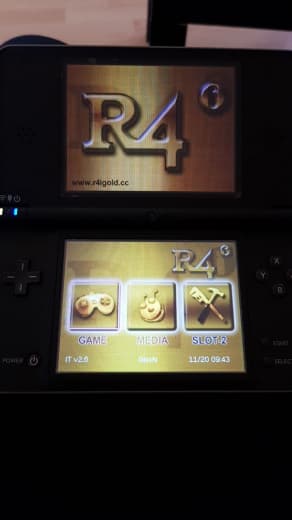 R4 i
www.r4igold.cc
R4 i
GAME MEDIA SLOT-2
11/20 09:43
X
Y
B
POWER
START
SELECT